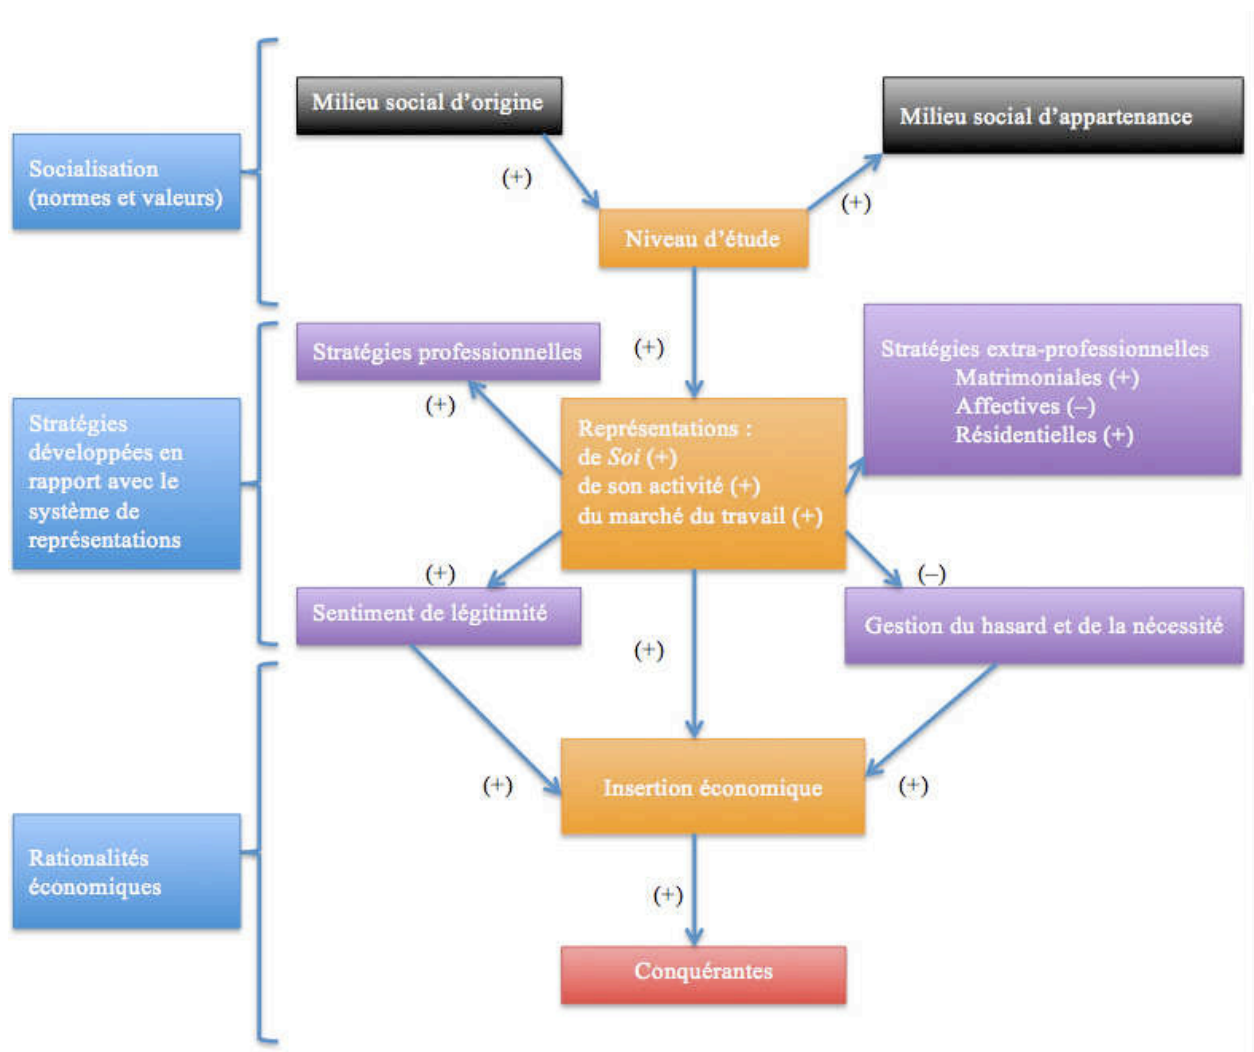 Milieu social d'origine
Milieu social d'appartenance
Socialisation
(normes et valeurs)
(+)
(+)
Niveau d'étude
Stratégies professionnelles
(+)
Stratégies extra-professionnelles
Matrimoniales (+)
Affectives (–)
Résidentielles (+)
(+)
Stratégies
développées en
rapport avec le
système de
représentations
Représentations :
de Soi (+)
de son activité (+)
du marché du travail (+)
(+)
(–)
Sentiment de légitimité
Gestion du hasard et de la nécessité
(+)
(+)
Insertion économique
(+)
Rationalités
économiques
(+)
Conquérantes